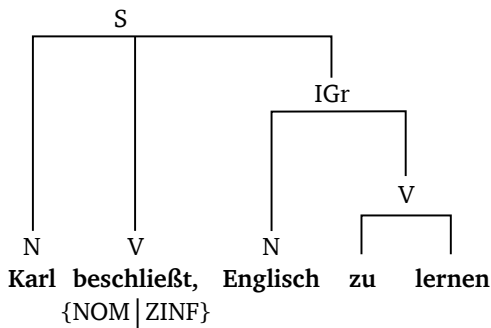 S
IGr
V
N V N
Karl beschließt, Englisch zu lernen
{NOM | ZINF}